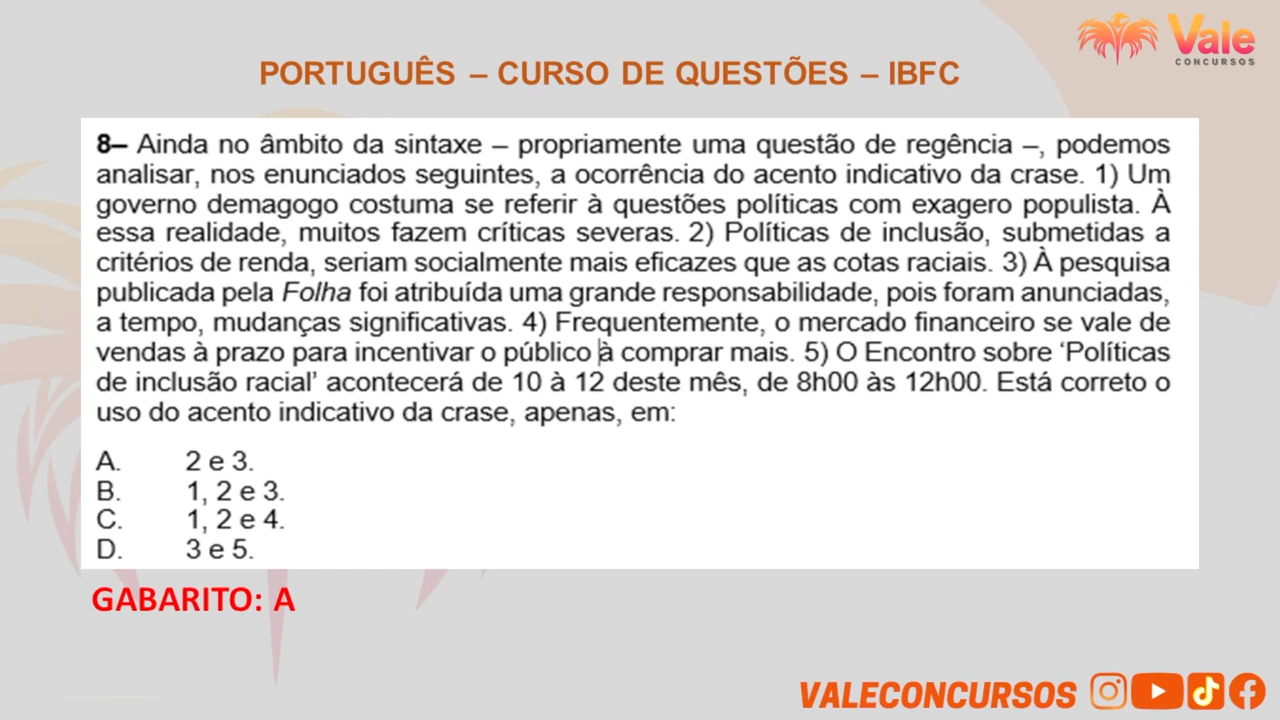 Vale
CONCURSOS
PORTUGUÊS – CURSO DE QUESTÕES – IBFC
8– Ainda no âmbito da sintaxe – propriamente uma questão de regência –, podemos
analisar, nos enunciados seguintes, a ocorrência do acento indicativo da crase. 1) Um
governo demagogo costuma se referir à questões políticas com exagero populista. À
essa realidade, muitos fazem críticas severas. 2) Políticas de inclusão, submetidas a
critérios de renda, seriam socialmente mais eficazes que as cotas raciais. 3) À pesquisa
publicada pela Folha foi atribuída uma grande responsabilidade, pois foram anunciadas,
a tempo, mudanças significativas. 4) Frequentemente, o mercado financeiro se vale de
vendas à prazo para incentivar o público à comprar mais. 5) O Encontro sobre ‘Políticas
de inclusão racial’ acontecerá de 10 à 12 deste mês, de 8h00 às 12h00. Está correto o
uso do acento indicativo da crase, apenas, em:
A. 2 e 3.
B. 1, 2 e 3.
C. 1, 2 e 4.
D. 3 e 5.
GABARITO: A
VALECONCURSOS